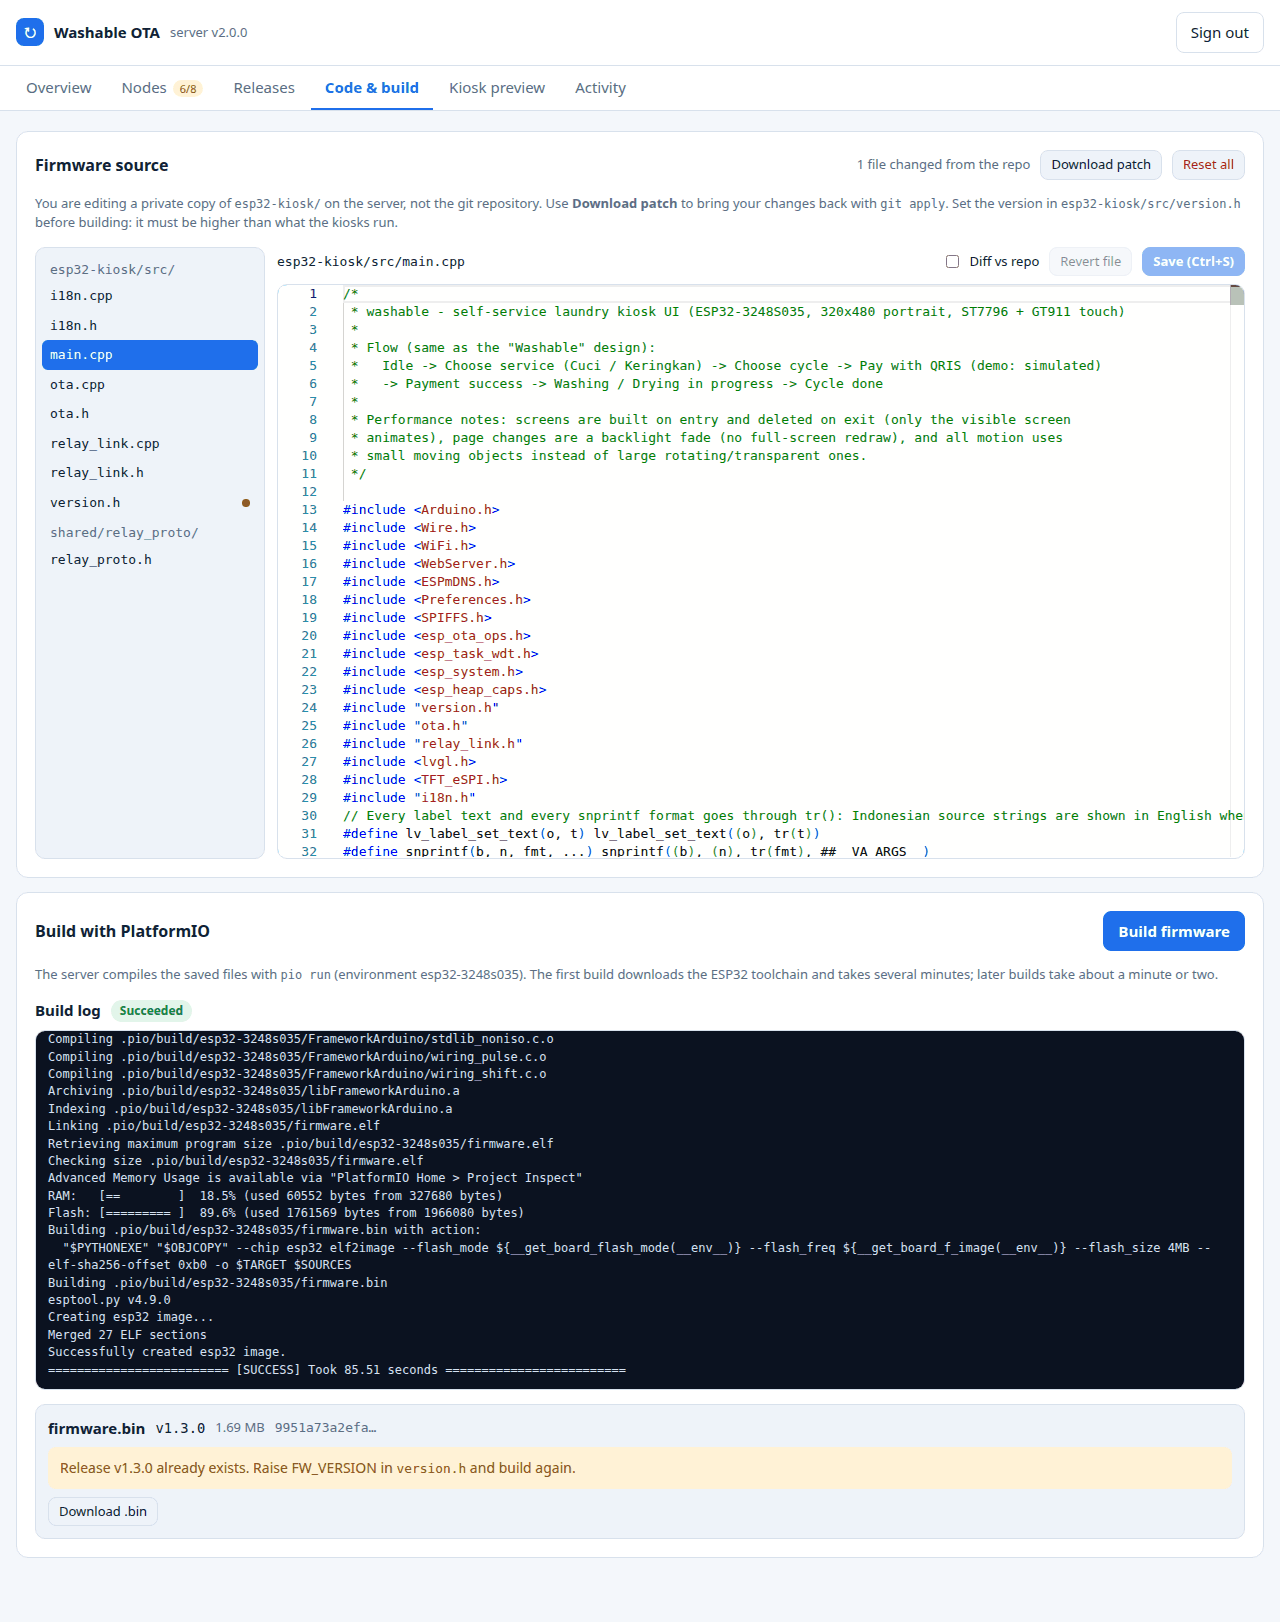 ↻ Washable OTA server v2.0.0
Sign out
Overview Nodes 6/8 Releases Code & build Kiosk preview Activity
Firmware source
1 file changed from the repo Download patch Reset all
You are editing a private copy of esp32-kiosk/ on the server, not the git repository. Use Download patch to bring your changes back with git apply. Set the version in esp32-kiosk/src/version.h
before building: it must be higher than what the kiosks run.
esp32-kiosk/src/
i18n.cpp
i18n.h
main.cpp
ota.cpp
ota.h
relay_link.cpp
relay_link.h
version.h
shared/relay_proto/
relay_proto.h
esp32-kiosk/src/main.cpp
Diff vs repo Revert file Save (Ctrl+S)
1 /*
2  * washable - self-service laundry kiosk UI (ESP32-3248S035, 320x480 portrait, ST7796 + GT911 touch)
3  *
4  * Flow (same as the "Washable" design):
5  *   Idle -> Choose service (Cuci / Keringkan) -> Choose cycle -> Pay with QRIS (demo: simulated)
6  *   -> Payment success -> Washing / Drying in progress -> Cycle done
7  *
8  * Performance notes: screens are built on entry and deleted on exit (only the visible screen
9  * animates), page changes are a backlight fade (no full-screen redraw), and all motion uses
10  * small moving objects instead of large rotating/transparent ones.
11  */
12
13 #include <Arduino.h>
14 #include <Wire.h>
15 #include <WiFi.h>
16 #include <WebServer.h>
17 #include <ESPmDNS.h>
18 #include <Preferences.h>
19 #include <SPIFFS.h>
20 #include <esp_ota_ops.h>
21 #include <esp_task_wdt.h>
22 #include <esp_system.h>
23 #include <esp_heap_caps.h>
24 #include "version.h"
25 #include "ota.h"
26 #include "relay_link.h"
27 #include <lvgl.h>
28 #include <TFT_eSPI.h>
29 #include "i18n.h"
30 // Every label text and every snprintf format goes through tr(): Indonesian source strings are shown in English whe
31 #define lv_label_set_text(o, t) lv_label_set_text((o), tr(t))
32 #define snprintf(b, n, fmt, ...) snprintf((b), (n), tr(fmt), ##__VA_ARGS__)
Build with PlatformIO
Build firmware
The server compiles the saved files with pio run (environment esp32-3248s035). The first build downloads the ESP32 toolchain and takes several minutes; later builds take about a minute or two.
Build log Succeeded
Compiling .pio/build/esp32-3248s035/FrameworkArduino/stdlib_noniso.c.o
Compiling .pio/build/esp32-3248s035/FrameworkArduino/wiring_pulse.c.o
Compiling .pio/build/esp32-3248s035/FrameworkArduino/wiring_shift.c.o
Archiving .pio/build/esp32-3248s035/libFrameworkArduino.a
Indexing .pio/build/esp32-3248s035/libFrameworkArduino.a
Linking .pio/build/esp32-3248s035/firmware.elf
Retrieving maximum program size .pio/build/esp32-3248s035/firmware.elf
Checking size .pio/build/esp32-3248s035/firmware.elf
Advanced Memory Usage is available via "PlatformIO Home > Project Inspect"
RAM:   [==        ]  18.5% (used 60552 bytes from 327680 bytes)
Flash: [========= ]  89.6% (used 1761569 bytes from 1966080 bytes)
Building .pio/build/esp32-3248s035/firmware.bin with action:
  "$PYTHONEXE" "$OBJCOPY" --chip esp32 elf2image --flash_mode ${__get_board_flash_mode(__env__)} --flash_freq ${__get_board_f_image(__env__)} --flash_size 4MB --
elf-sha256-offset 0xb0 -o $TARGET $SOURCES
Building .pio/build/esp32-3248s035/firmware.bin
esptool.py v4.9.0
Creating esp32 image...
Merged 27 ELF sections
Successfully created esp32 image.
========================= [SUCCESS] Took 85.51 seconds =========================
firmware.bin v1.3.0 1.69 MB 9951a73a2efa…
Release v1.3.0 already exists. Raise FW_VERSION in version.h and build again.
Download .bin